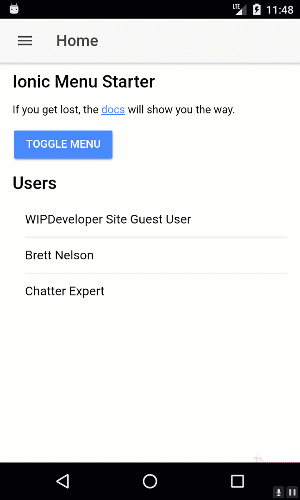 LTE 11:48
Home
Ionic Menu Starter
If you get lost, the docs will show you the way.
TOGGLE MENU
Users
WIPDeveloper Site Guest User
Brett Nelson
Chatter Expert